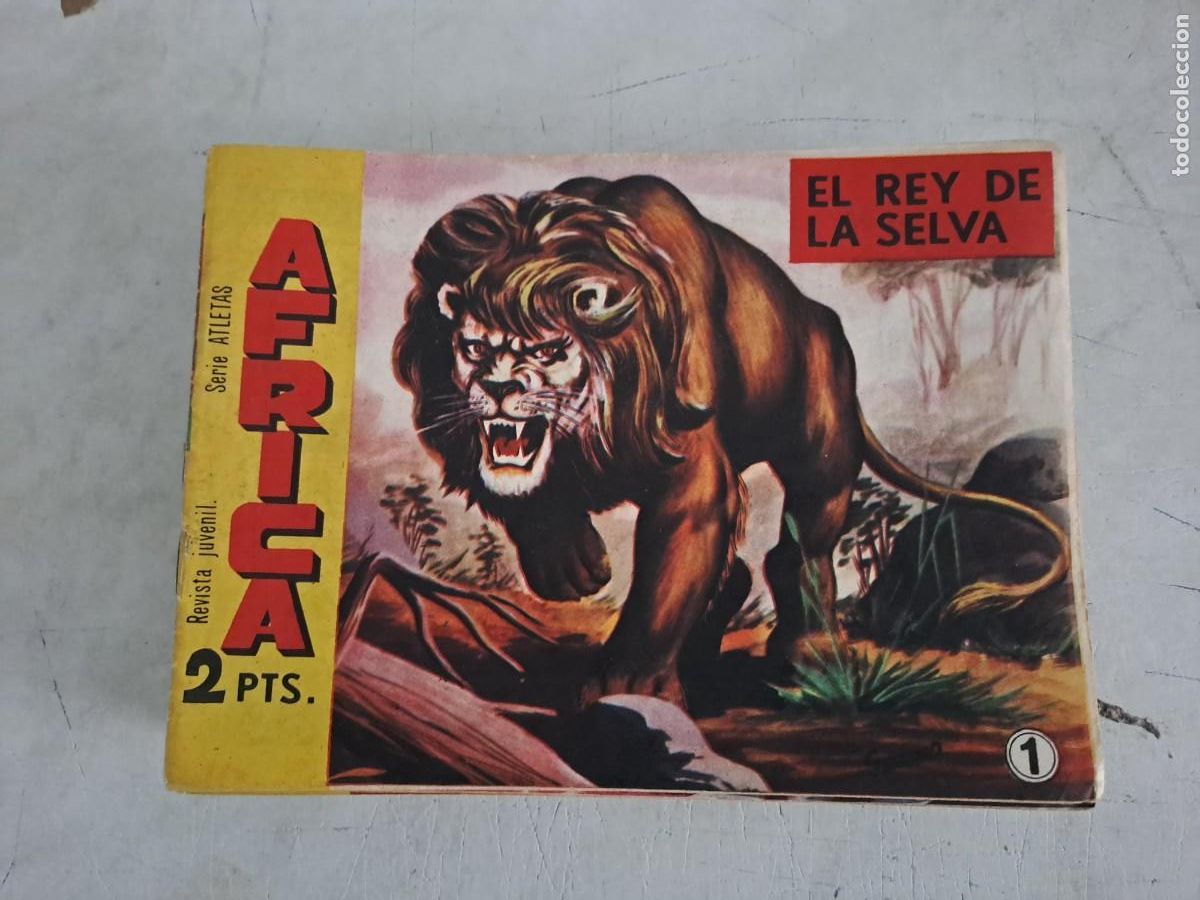 Revista juvenil. Serie ATLETAS
AFRICA
2 PTS.
EL REY DE
LA SELVA
1
todocoleccion